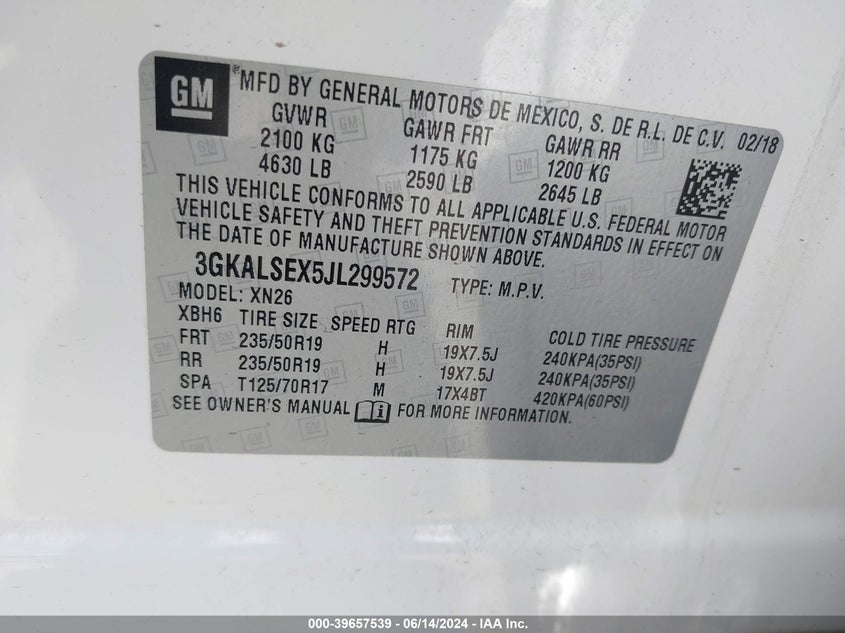 GM
MFD BY GENERAL MOTORS DE MEXICO, S. DE R.L. DE C.V. 02/18
GVWR GAWR FRT GAWR RR
2100 KG 1175 KG 1200 KG
4630 LB 2590 LB 2645 LB
THIS VEHICLE CONFORMS TO ALL APPLICABLE U.S. FEDERAL MOTOR
VEHICLE SAFETY AND THEFT PREVENTION STANDARDS IN EFFECT ON
THE DATE OF MANUFACTURE SHOWN ABOVE.
3GKALSEX5JL299572 TYPE: M.P.V.
MODEL: XN26
XBH6 TIRE SIZE SPEED RTG RIM COLD TIRE PRESSURE
FRT 235/50R19 H 19X7.5J 240KPA(35PSI)
RR 235/50R19 H 19X7.5J 240KPA(35PSI)
SPA T125/70R17 M 17X4BT 420KPA(60PSI)
SEE OWNER'S MANUAL FOR MORE INFORMATION.
000-39657539 - 06/14/2024 - IAA Inc.